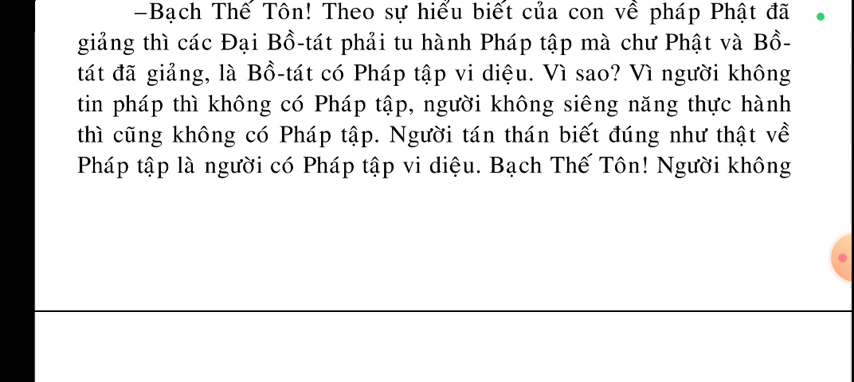 –Bạch Thế Tôn! Theo sự hiểu biết của con về pháp Phật đã
giảng thì các Đại Bồ-tát phải tu hành Pháp tập mà chư Phật và Bồ-
tát đã giảng, là Bồ-tát có Pháp tập vi diệu. Vì sao? Vì người không
tin pháp thì không có Pháp tập, người không siêng năng thực hành
thì cũng không có Pháp tập. Người tán thán biết đúng như thật về
Pháp tập là người có Pháp tập vi diệu. Bạch Thế Tôn! Người không